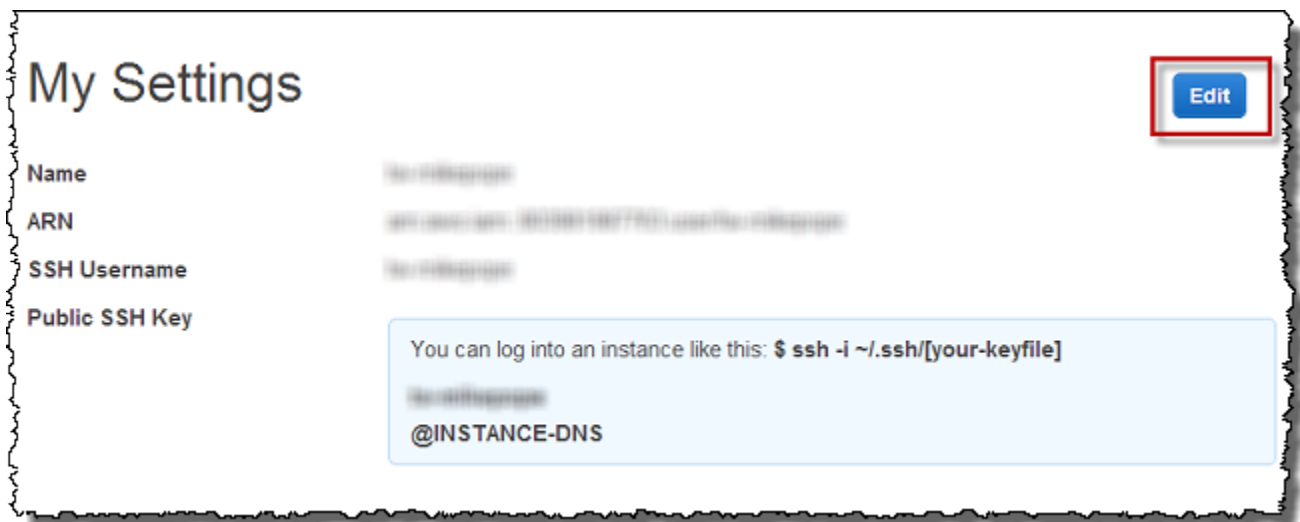 My Settings
Edit
Name
ARN
SSH Username
Public SSH Key
You can log into an instance like this: $ ssh -i ~/.ssh/[your-keyfile]
@INSTANCE-DNS